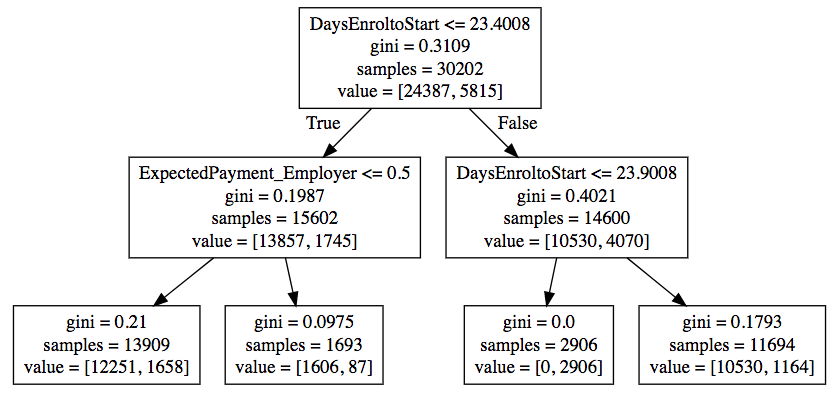 DaysEnroltoStart <= 23.4008
gini = 0.3109
samples = 30202
value = [24387, 5815]
True
False
ExpectedPayment_Employer <= 0.5
gini = 0.1987
samples = 15602
value = [13857, 1745]
DaysEnroltoStart <= 23.9008
gini = 0.4021
samples = 14600
value = [10530, 4070]
gini = 0.21
samples = 13909
value = [12251, 1658]
gini = 0.0975
samples = 1693
value = [1606, 87]
gini = 0.0
samples = 2906
value = [0, 2906]
gini = 0.1793
samples = 11694
value = [10530, 1164]